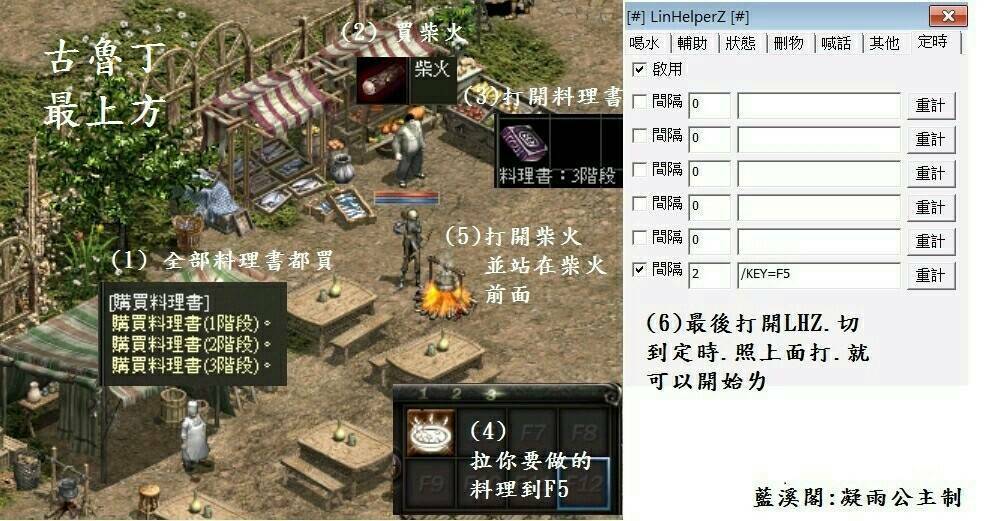 古魯丁
最上方
(2) 買柴火
柴火
(3)打開料理書
料理書：3階段
(1) 全部料理書都買
[購買料理書]
購買料理書(1階段)。
購買料理書(2階段)。
購買料理書(3階段)。
(5)打開柴火
並站在柴火
前面
1 2 3
F7 F8
F9 12
(4)
拉你要做的
料理到F5
[#] LinHelperZ [#]
喝水 輔助 狀態 刪物 喊話 其他 定時
啟用
間隔 0 重計
間隔 0 重計
間隔 0 重計
間隔 0 重計
間隔 0 重計
間隔 2 /KEY=F5 重計
(6)最後打開LHZ.切
到定時.照上面打.就
可以開始ㄌ
藍溪閣:凝雨公主制